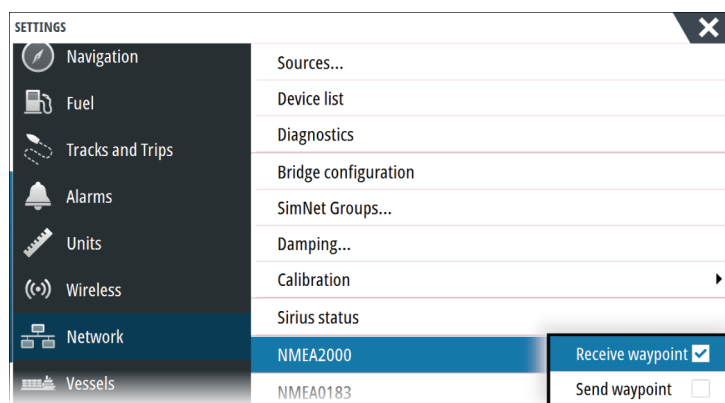 SETTINGS
Navigation
Fuel
Tracks and Trips
Alarms
Units
Wireless
Network
Vessels
Sources...
Device list
Diagnostics
Bridge configuration
SimNet Groups...
Damping...
Calibration
Sirius status
NMEA2000
NMEA0183
Receive waypoint
Send waypoint